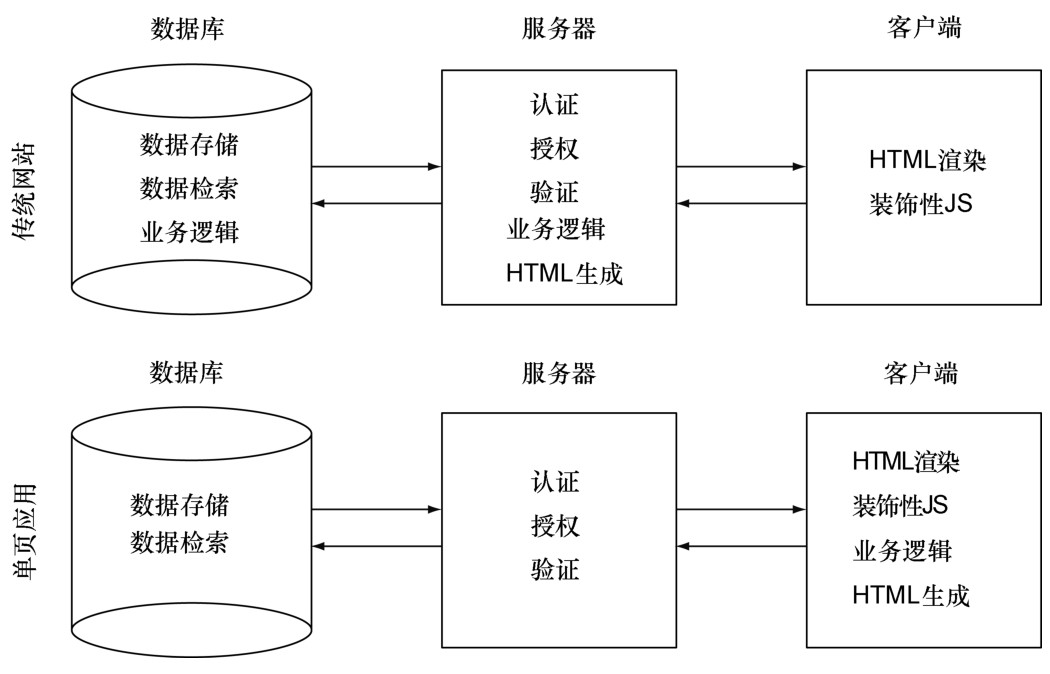 数据库
服务器
客户端
传统网站
数据存储
数据检索
业务逻辑
认证
授权
验证
业务逻辑
HTML生成
HTML渲染
装饰性JS
数据库
服务器
客户端
单页应用
数据存储
数据检索
认证
授权
验证
HTML渲染
装饰性JS
业务逻辑
HTML生成